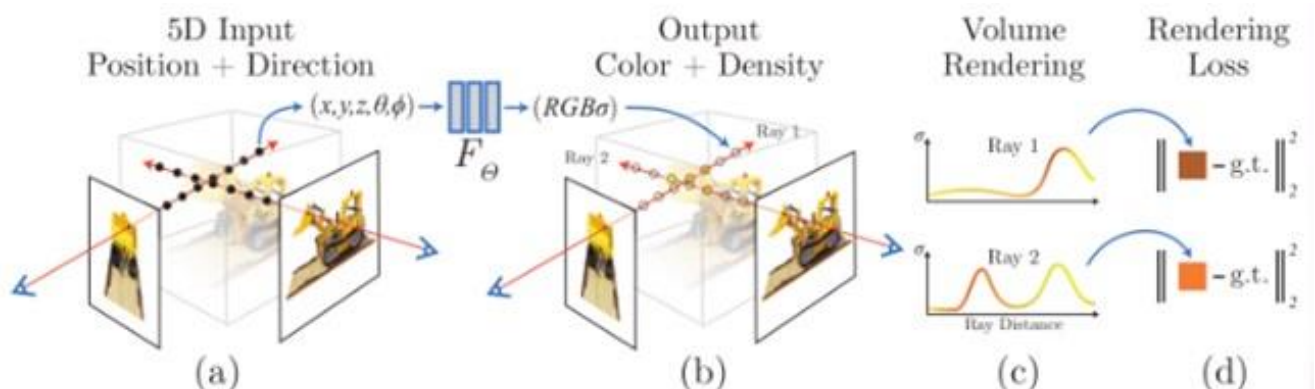 5D Input
Position + Direction
Output
Color + Density
Volume
Rendering
Rendering
Loss
(x,y,z,θ,ϕ)
F_Θ
(RGBσ)
Ray 1
Ray 2
σ
Ray 1
σ
Ray 2
Ray Distance
‖ - g.t. ‖²₂
‖ - g.t. ‖²₂
(a)
(b)
(c)
(d)